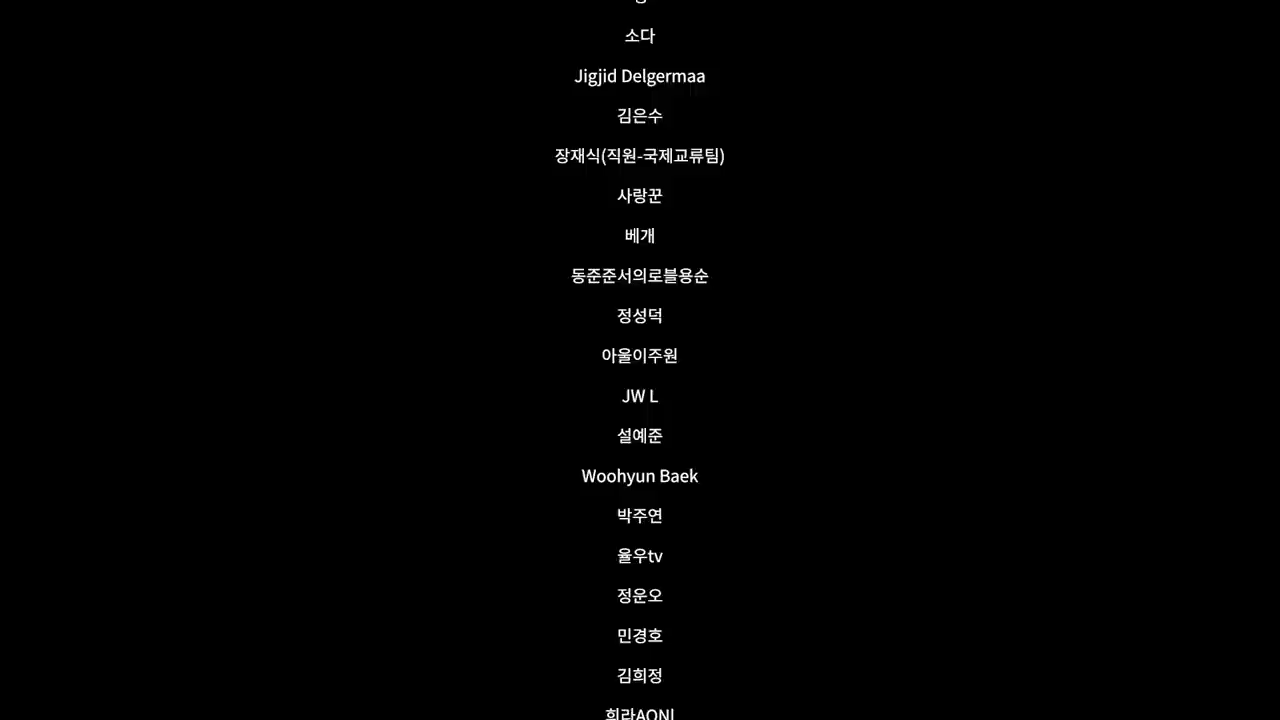 소다
Jigjid Delgermaa
김은수
장재식(직원-국제교류팀)
사랑꾼
베개
동준준서의로블용순
정성덕
아울이주원
JW L
설예준
Woohyun Baek
박주연
율우tv
정운오
민경호
김희정